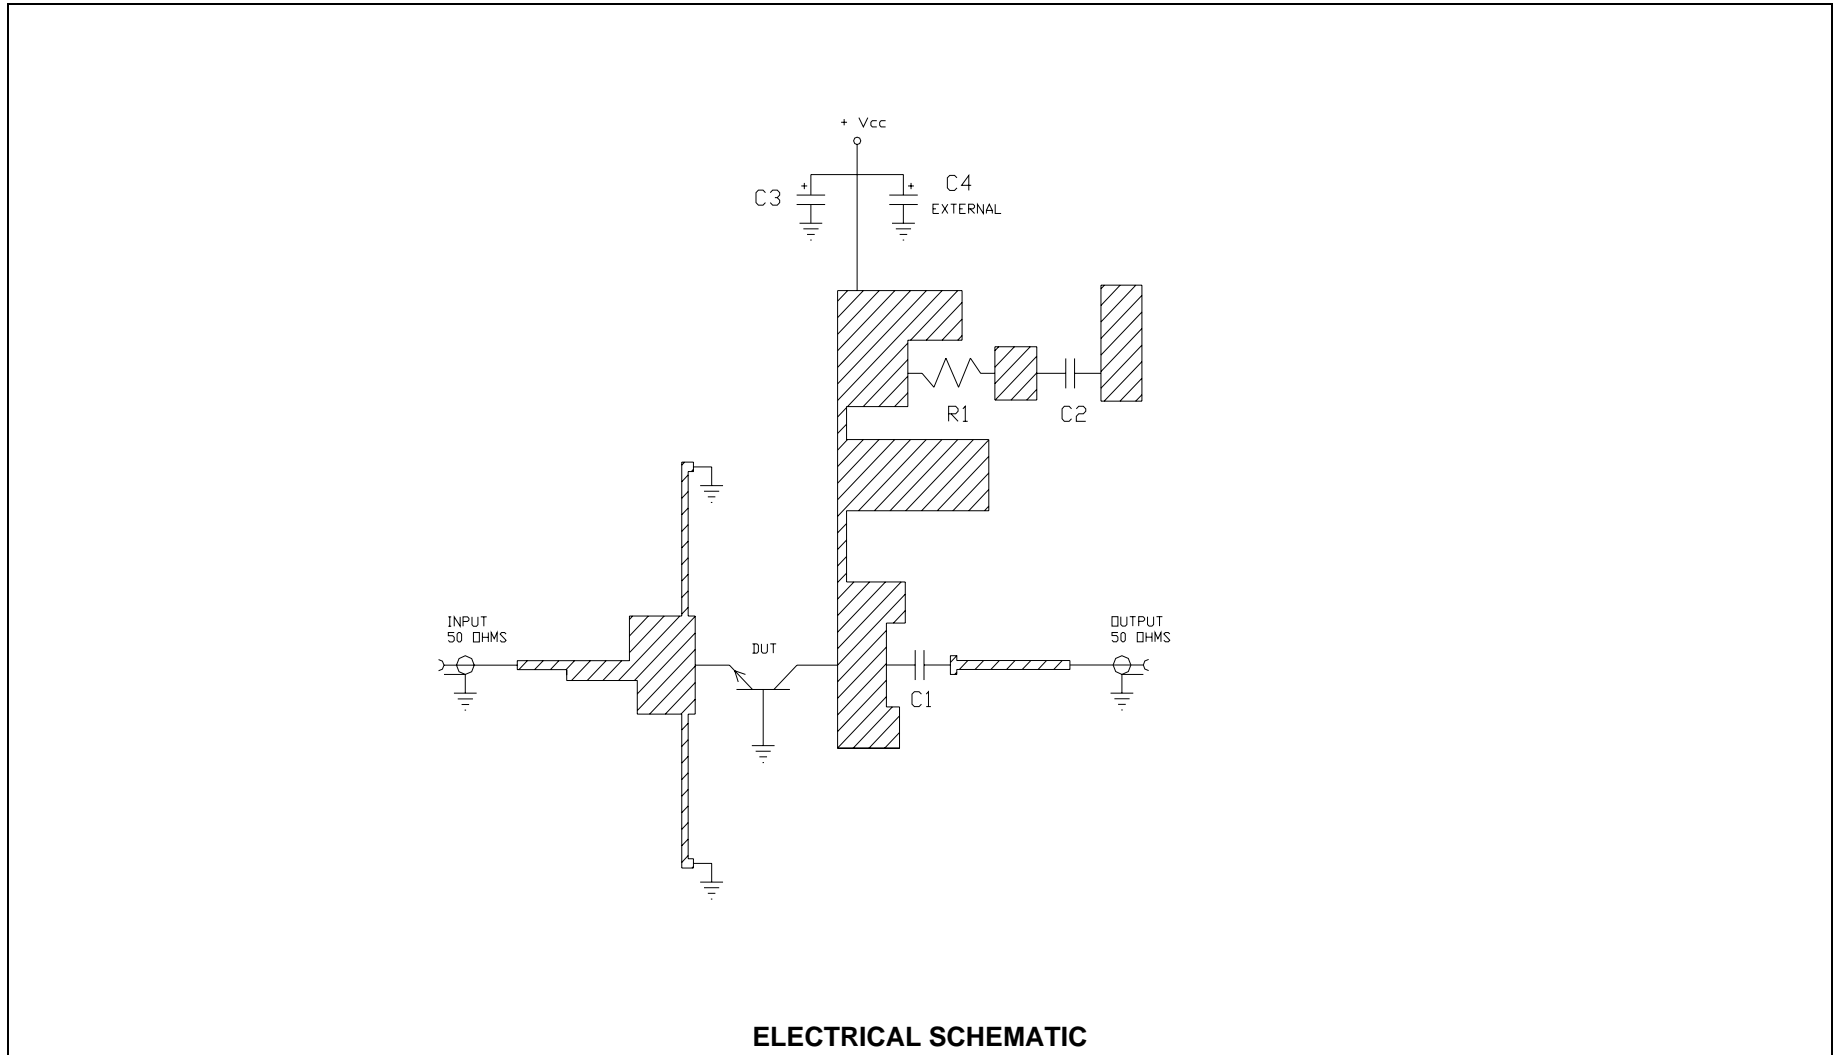 + Vcc
+
+
C3
C4
EXTERNAL
R1
C2
INPUT
50 OHMS
DUT
C1
OUTPUT
50 OHMS
ELECTRICAL SCHEMATIC